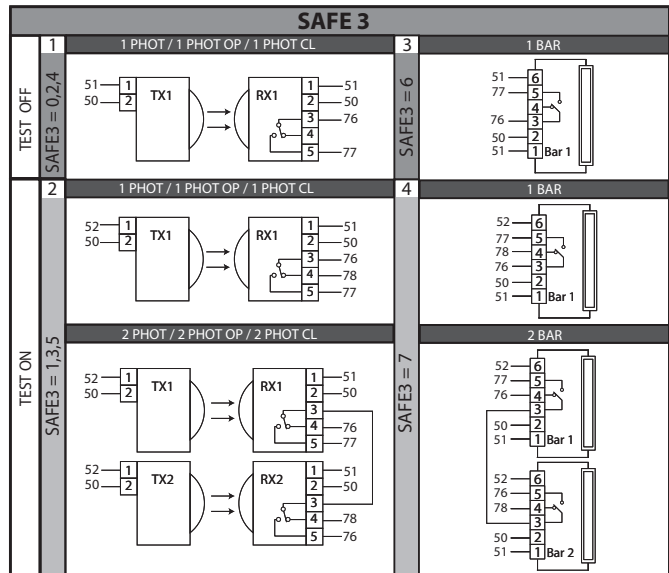 SAFE 3
1
1 PHOT / 1 PHOT OP / 1 PHOT CL
3
1 BAR
TEST OFF
SAFE3 = 0,2,4
51 1
50 2
TX1
RX1
1 51
2 50
3 76
4
5 77
SAFE3 = 6
51 6
77 5
4
76 3
50 2
51 1 Bar 1
2
1 PHOT / 1 PHOT OP / 1 PHOT CL
4
1 BAR
TEST ON
SAFE3 = 1,3,5
52 1
50 2
TX1
RX1
1 51
2 50
3 76
4 78
5 77
SAFE3 = 7
52 6
77 5
78 4
76 3
50 2
51 1 Bar 1
2 PHOT / 2 PHOT OP / 2 PHOT CL
2 BAR
52 1
50 2
TX1
RX1
1 51
2 50
3
4 76
5 77
52 6
77 5
76 4
3
50 2
51 1 Bar 1
52 1
50 2
TX2
RX2
1 51
2 50
3
4 78
5 76
52 6
76 5
78 4
3
50 2
51 1 Bar 2